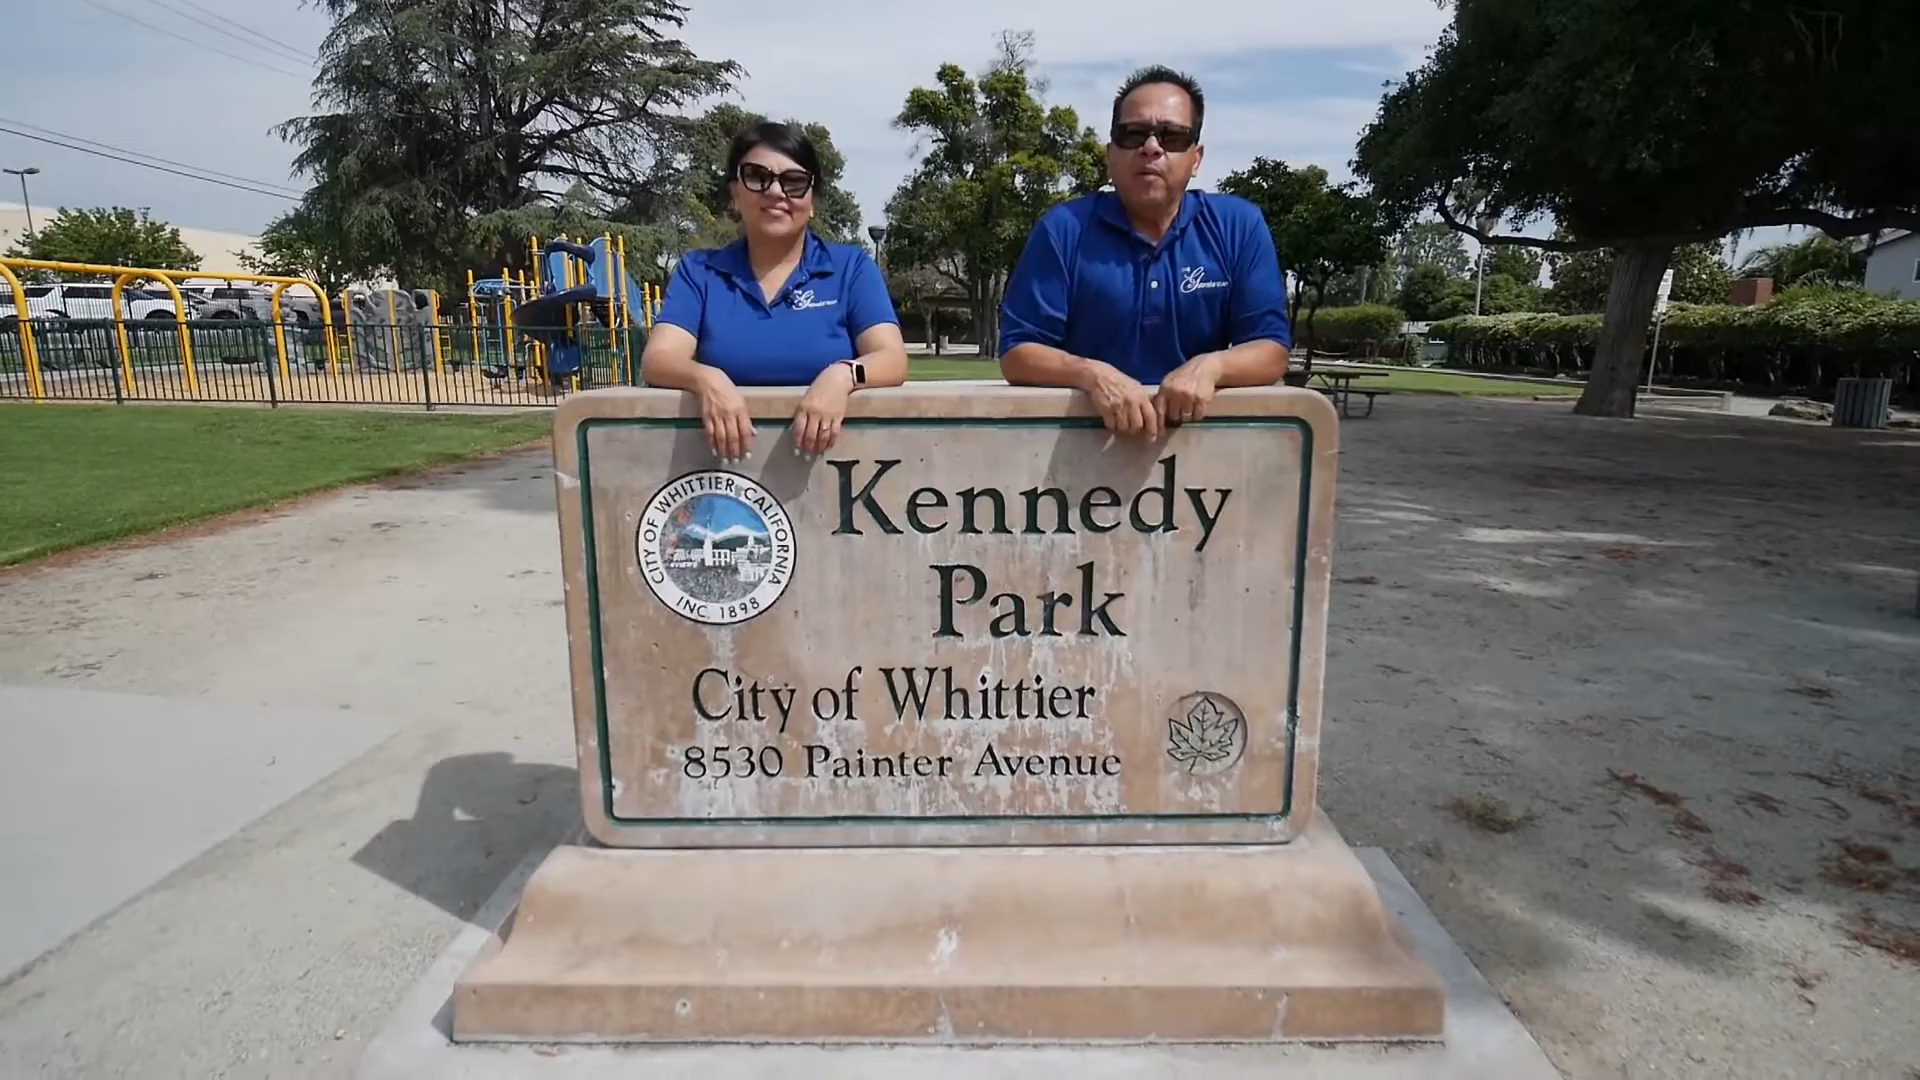 Kennedy
Park
City of Whittier
8530 Painter Avenue
CITY OF WHITTIER CALIFORNIA
INC. 1898